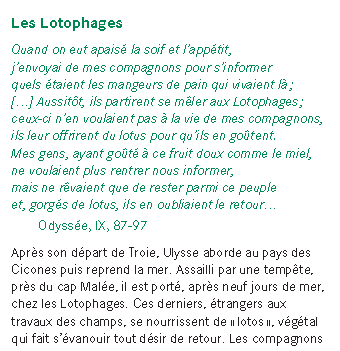 Les Lotophages
Quand on eut apaisé la soif et l'appétit,
j'envoyai de mes compagnons pour s'informer
quels étaient les mangeurs de pain qui vivaient là ;
[...] Aussitôt, ils partirent se mêler aux Lotophages ;
ceux-ci n'en voulaient pas à la vie de mes compagnons,
ils leur offrirent du lotus pour qu'ils en goûtent.
Mes gens, ayant goûté à ce fruit doux comme le miel,
ne voulaient plus rentrer nous informer,
mais ne rêvaient que de rester parmi ce peuple
et, gorgés de lotus, ils en oubliaient le retour...
Odyssée, IX, 87-97
Après son départ de Troie, Ulysse aborde au pays des
Cicones puis reprend la mer. Assailli par une tempête,
près du cap Malée, il est porté, après neuf jours de mer,
chez les Lotophages. Ces derniers, étrangers aux
travaux des champs, se nourrissent de « lotos », végétal
qui fait s'évanouir tout désir de retour. Les compagnons